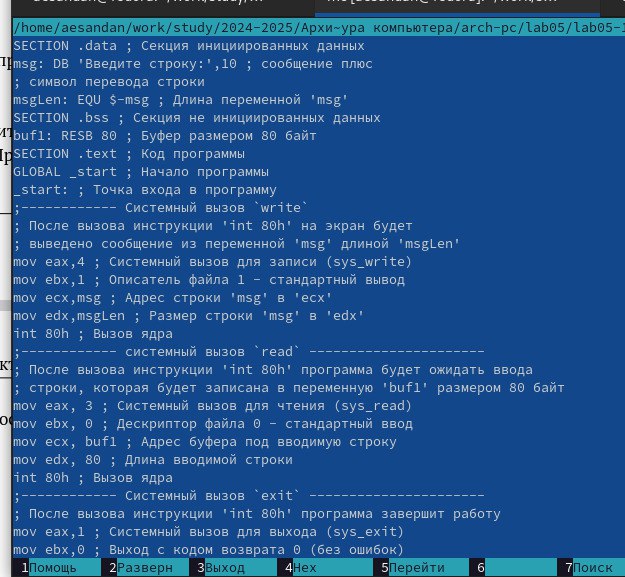 /home/aesandan/work/study/2024-2025/Архи~ура компьютера/arch-pc/lab05/lab05-1
SECTION .data ; Секция инициированных данных
msg: DB 'Введите строку:',10 ; сообщение плюс
; символ перевода строки
msgLen: EQU $-msg ; Длина переменной 'msg'
SECTION .bss ; Секция не инициированных данных
buf1: RESB 80 ; Буфер размером 80 байт
SECTION .text ; Код программы
GLOBAL _start ; Начало программы
_start: ; Точка входа в программу
;------------ Системный вызов `write`
; После вызова инструкции 'int 80h' на экран будет
; выведено сообщение из переменной 'msg' длиной 'msgLen'
mov eax,4 ; Системный вызов для записи (sys_write)
mov ebx,1 ; Описатель файла 1 - стандартный вывод
mov ecx,msg ; Адрес строки 'msg' в 'ecx'
mov edx,msgLen ; Размер строки 'msg' в 'edx'
int 80h ; Вызов ядра
;------------ системный вызов `read` ----------------------
; После вызова инструкции 'int 80h' программа будет ожидать ввода
; строки, которая будет записана в переменную 'buf1' размером 80 байт
mov eax, 3 ; Системный вызов для чтения (sys_read)
mov ebx, 0 ; Дескриптор файла 0 - стандартный ввод
mov ecx, buf1 ; Адрес буфера под вводимую строку
mov edx, 80 ; Длина вводимой строки
int 80h ; Вызов ядра
;------------ Системный вызов `exit` ----------------------
; После вызова инструкции 'int 80h' программа завершит работу
mov eax,1 ; Системный вызов для выхода (sys_exit)
mov ebx,0 ; Выход с кодом возврата 0 (без ошибок)
1Помощь 2Разверн 3Выход 4Hex 5Перейти 6 7Поиск